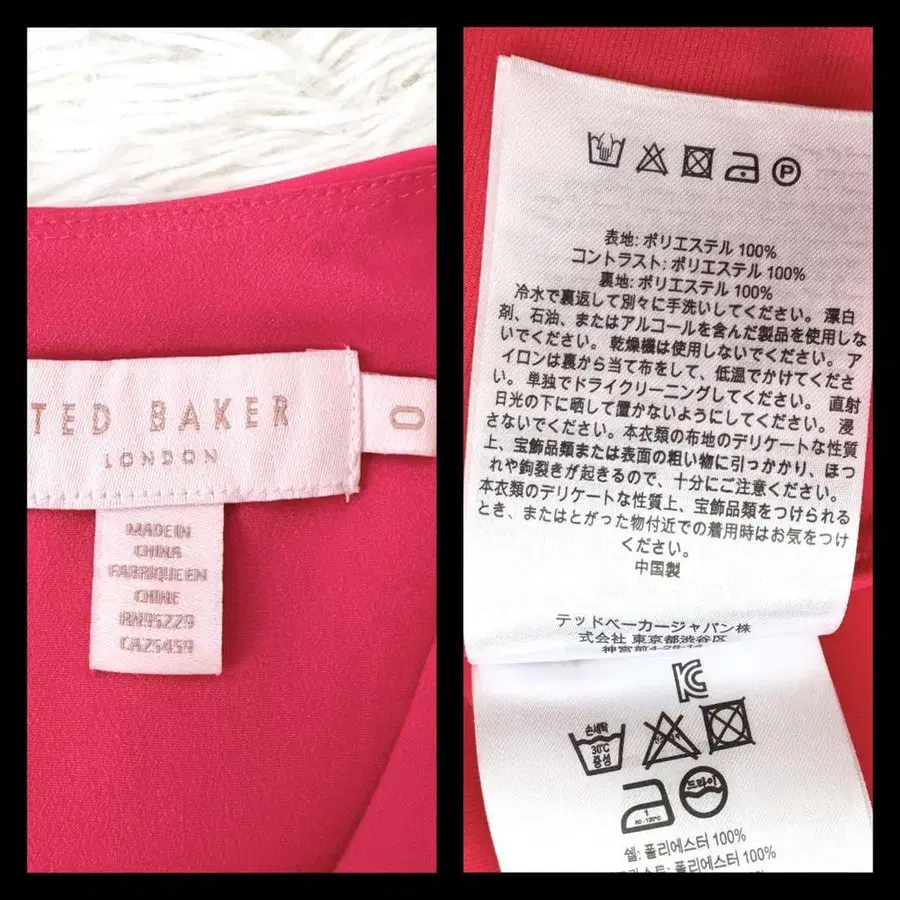 TED BAKER
LONDON
0
MADE IN
CHINA
FABRIQUE EN
CHINE
RN95229
CA25459
P
表地: ポリエステル 100%
コントラスト: ポリエステル 100%
裏地: ポリエステル 100%
冷水で裏返して別々に手洗いしてください。 漂白
剤、石油、またはアルコールを含んだ製品を使用しな
いでください。 乾燥機は使用しないでください。 ア
イロンは裏から当て布をして、低温でかけてくださ
い。 単独でドライクリーニングしてください。 直射
日光の下に晒して置かないようにしてください。 浸
さないでください。本衣類の布地のデリケートな性質
上、宝飾品類または表面の粗い物に引っかかり、ほつ
れや鉤裂きが起きるので、十分にご注意ください。
本衣類のデリケートな性質上、宝飾品類をつけられる
とき、またはとがった物付近での着用時はお気をつけ
ください。
中国製
テッドベーカージャパン株
式会社 東京都渋谷区
神宮前4-26-14
손세탁
30℃
중성
드라이
1
80-120℃
쉘: 폴리에스터 100%
폴리에스터 100%